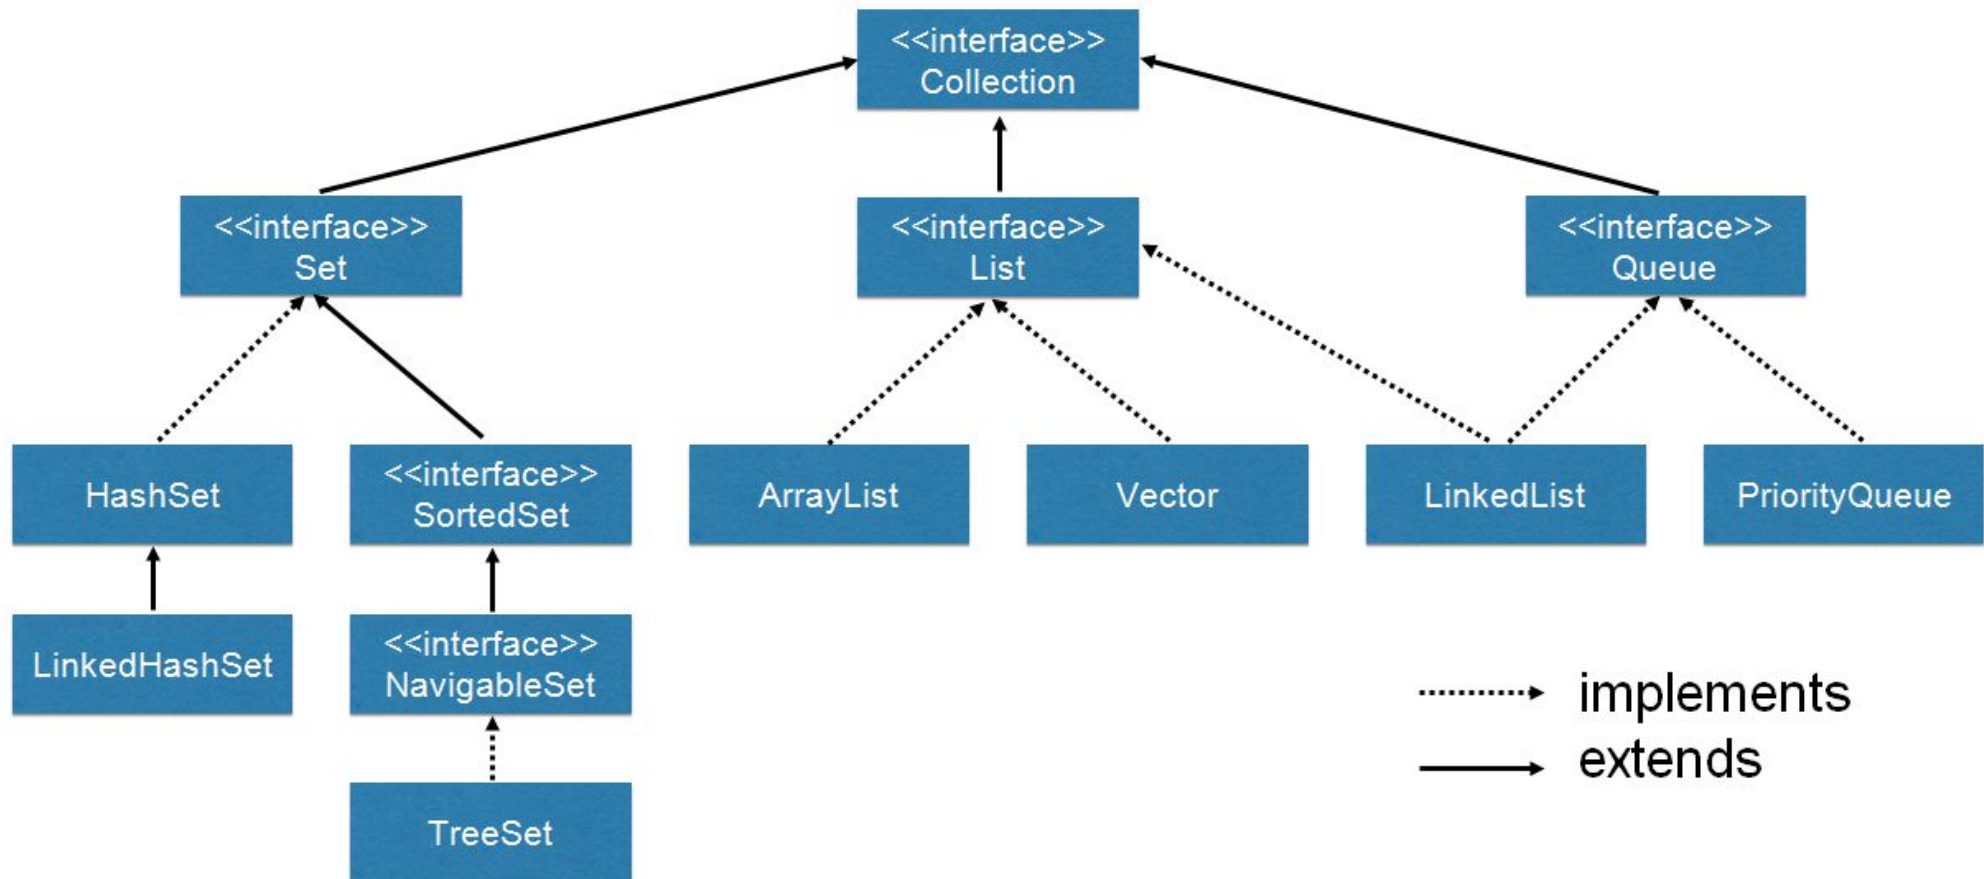 <<interface>>
Collection
<<interface>>
Set
<<interface>>
List
<<interface>>
Queue
HashSet
<<interface>>
SortedSet
ArrayList
Vector
LinkedList
PriorityQueue
LinkedHashSet
<<interface>>
NavigableSet
TreeSet
implements
extends